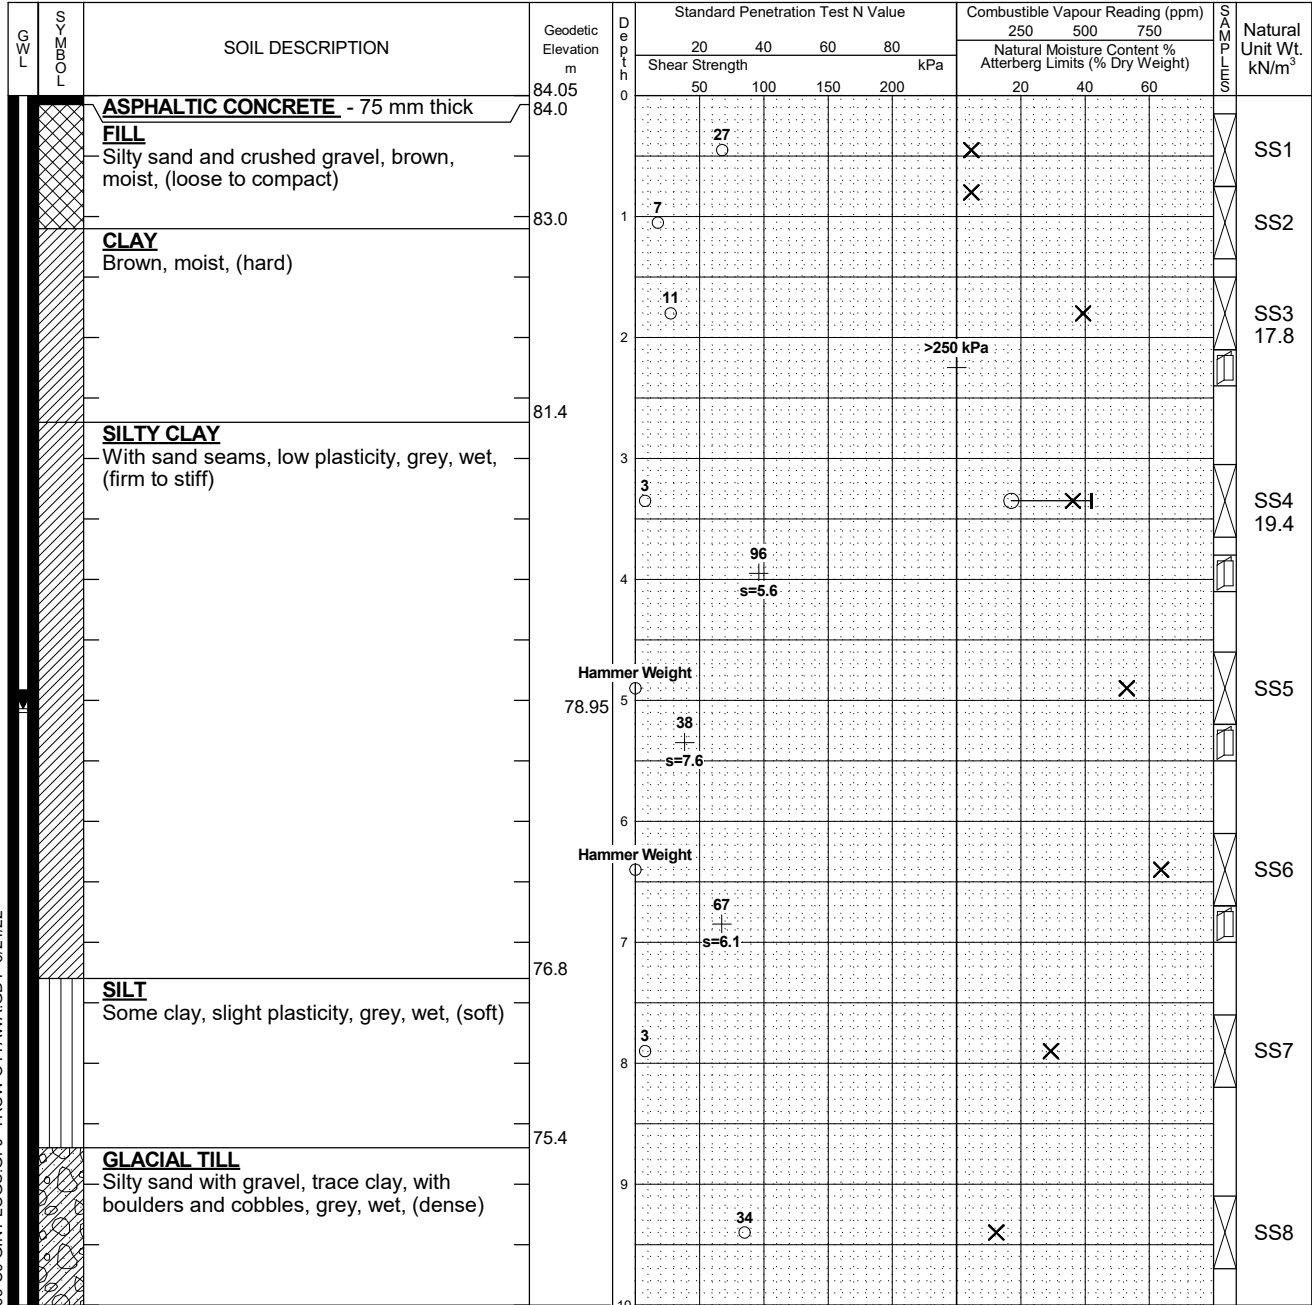 GWL
SYMBOL
SOIL DESCRIPTION
Geodetic
Elevation
m
84.05
Depth
Standard Penetration Test N Value
20 40 60 80
Shear Strength kPa
50 100 150 200
Combustible Vapour Reading (ppm)
250 500 750
Natural Moisture Content %
Atterberg Limits (% Dry Weight)
20 40 60
SAMPLES
Natural
Unit Wt.
kN/m³
0
ASPHALTIC CONCRETE - 75 mm thick
84.0
FILL
Silty sand and crushed gravel, brown,
moist, (loose to compact)
27
SS1
7
1
SS2
83.0
CLAY
Brown, moist, (hard)
11
SS3
17.8
2
>250 kPa
81.4
SILTY CLAY
With sand seams, low plasticity, grey, wet,
(firm to stiff)
3
3
SS4
19.4
96
4
s=5.6
Hammer Weight
SS5
78.95
5
38
s=7.6
6
Hammer Weight
SS6
67
7
s=6.1
76.8
SILT
Some clay, slight plasticity, grey, wet, (soft)
3
SS7
8
75.4
GLACIAL TILL
Silty sand with gravel, trace clay, with
boulders and cobbles, grey, wet, (dense)
9
34
SS8
10